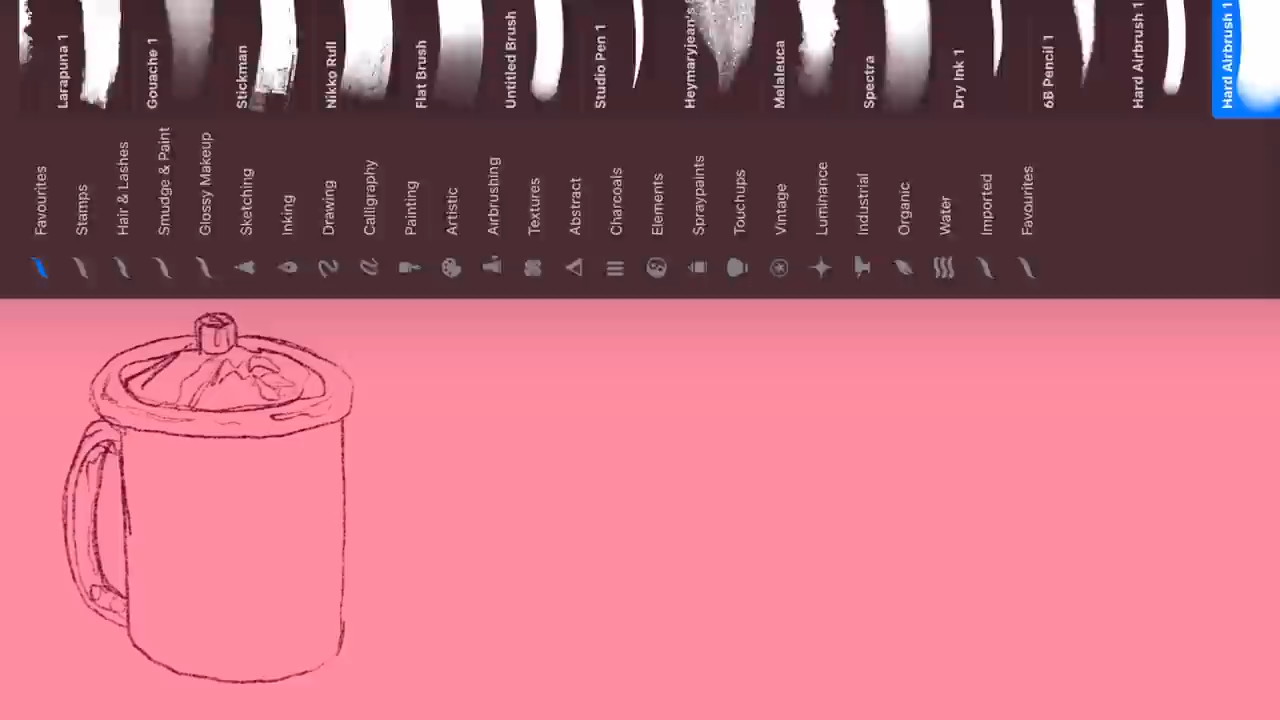 Larapuna 1
Gouache 1
Stickman
Nikko Rull
Flat Brush
Untitled Brush
Studio Pen 1
Heymaryjean's
Melaleuca
Spectra
Dry Ink 1
6B Pencil 1
Hard Airbrush 1
Hard Airbrush 1
Favourites
Stamps
Hair & Lashes
Smudge & Paint
Glossy Makeup
Sketching
Inking
Drawing
Calligraphy
Painting
Artistic
Airbrushing
Textures
Abstract
Charcoals
Elements
Spraypaints
Touchups
Vintage
Luminance
Industrial
Organic
Water
Imported
Favourites